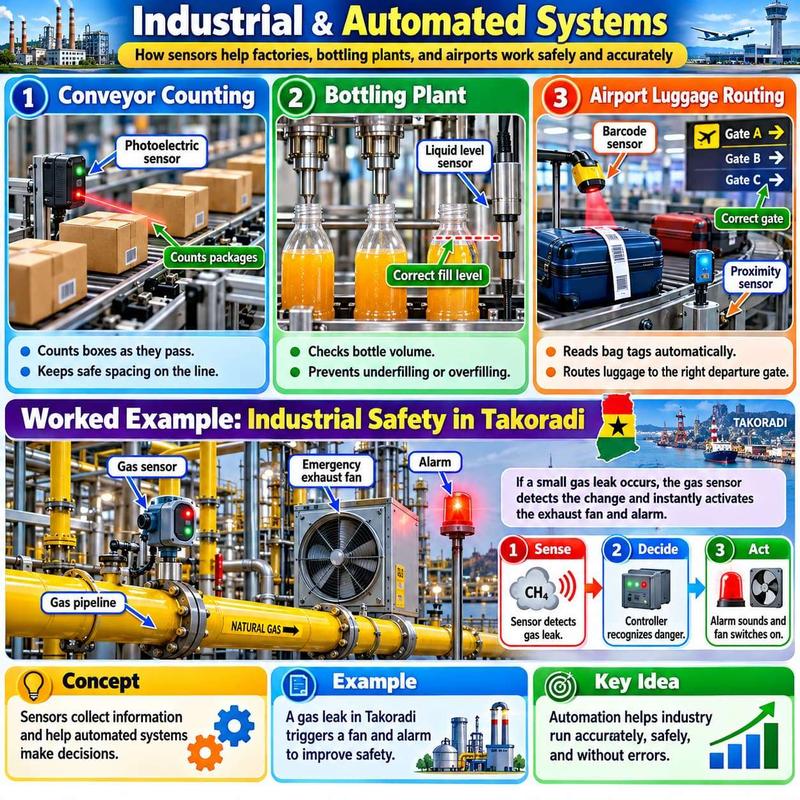 Industrial & Automated Systems
How sensors help factories, bottling plants, and airports work safely and accurately
1 Conveyor Counting
Photoelectric
sensor
Counts packages
Counts boxes as they pass.
Keeps safe spacing on the line.
2 Bottling Plant
Liquid level
sensor
Correct fill level
Checks bottle volume.
Prevents underfilling or overfilling.
3 Airport Luggage Routing
Barcode
sensor
Gate A →
Gate B →
Gate C →
Correct gate
Proximity
sensor
Reads bag tags automatically.
Routes luggage to the right departure gate.
Worked Example: Industrial Safety in Takoradi
TAKORADI
Gas sensor
Emergency
exhaust fan
Alarm
Gas pipeline
NATURAL GAS →
If a small gas leak occurs, the gas sensor
detects the change and instantly activates
the exhaust fan and alarm.
1 Sense
CH₄
Sensor detects
gas leak.
2 Decide
Controller
recognizes danger.
3 Act
Alarm sounds and
fan switches on.
Concept
Sensors collect information
and help automated systems
make decisions.
Example
A gas leak in Takoradi
triggers a fan and alarm
to improve safety.
Key Idea
Automation helps industry
run accurately, safely,
and without errors.